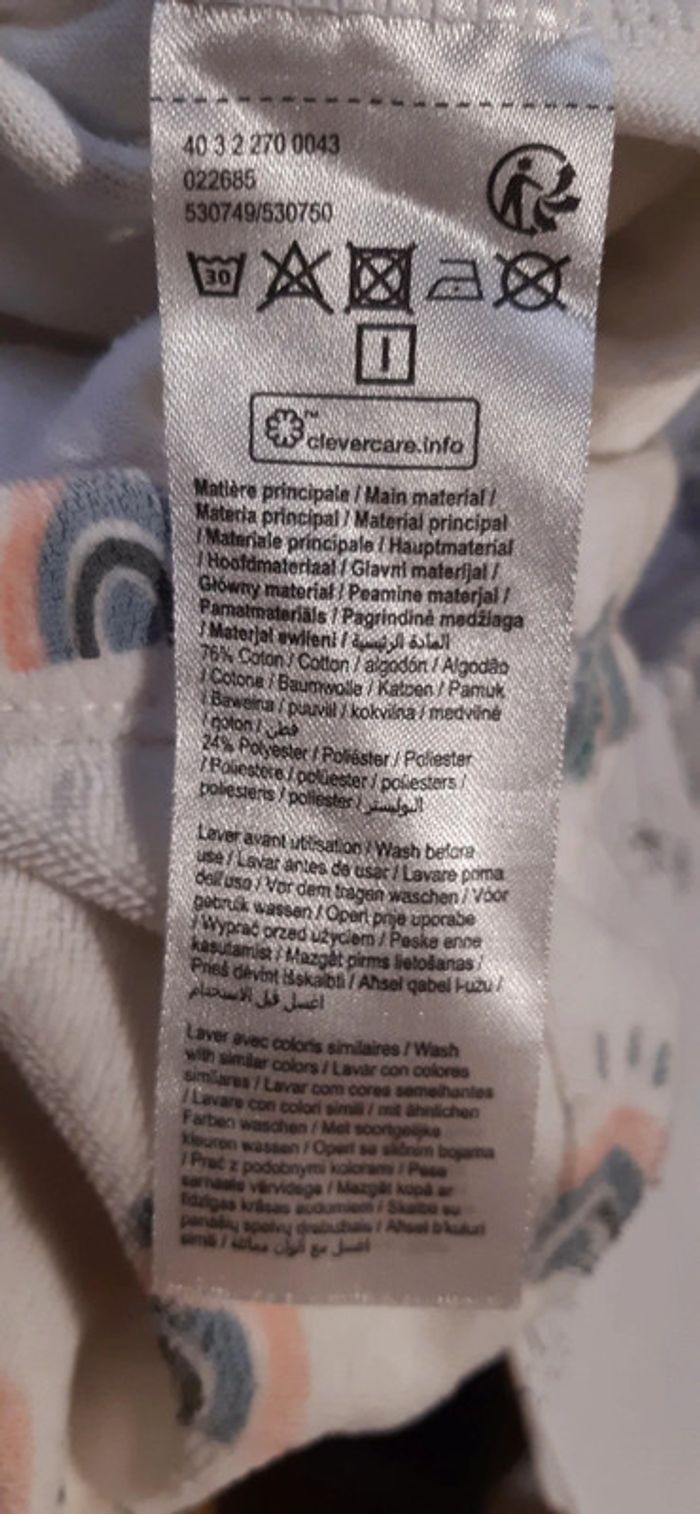 40 3 2 270 0043
022685
530749/530750
30
clevercare.info
Matière principale / Main material /
Materia principal / Material principal
/ Materiale principale / Hauptmaterial
/ Hoofdmateriaal / Glavni materijal /
Główny materiał / Peamine materjal /
Pamatmateriāls / Pagrindinė medžiaga
/ Materjal ewlieni / المادة الرئيسية
76% Coton / Cotton / algodón / Algodão
/ Cotone / Baumwolle / Katoen / Pamuk
/ Bawełna / puuvill / kokvilna / medvilnė
/ qoton / قطن
24% Polyester / Poliéster / Poliester
/ Poliestere / polüester / poliesters /
poliesteris / poliester / البوليستر
Laver avant utilisation / Wash before
use / Lavar antes de usar / Lavare prima
dell'uso / Vor dem tragen waschen / Vóór
gebruik wassen / Operi prije uporabe
/ Wyprać przed użyciem / Peske enne
kasutamist / Mazgāt pirms lietošanas /
Prieš dėvint išskalbti / Aħsel qabel l-użu /
اغسل قبل الاستخدام
Laver avec coloris similaires / Wash
with similar colors / Lavar con colores
similares / Lavar com cores semelhantes
/ Lavare con colori simili / mit ähnlichen
Farben waschen / Met soortgelijke
kleuren wassen / Operi sa sličnim bojama
/ Prać z podobnymi kolorami / Pese
sarnaste värvidega / Mazgāt kopā ar
līdzīgas krāsas audumiem / Skalbti su
panašių spalvų drabužiais / Aħsel b'kuluri
simili / اغسل مع ألوان مماثلة